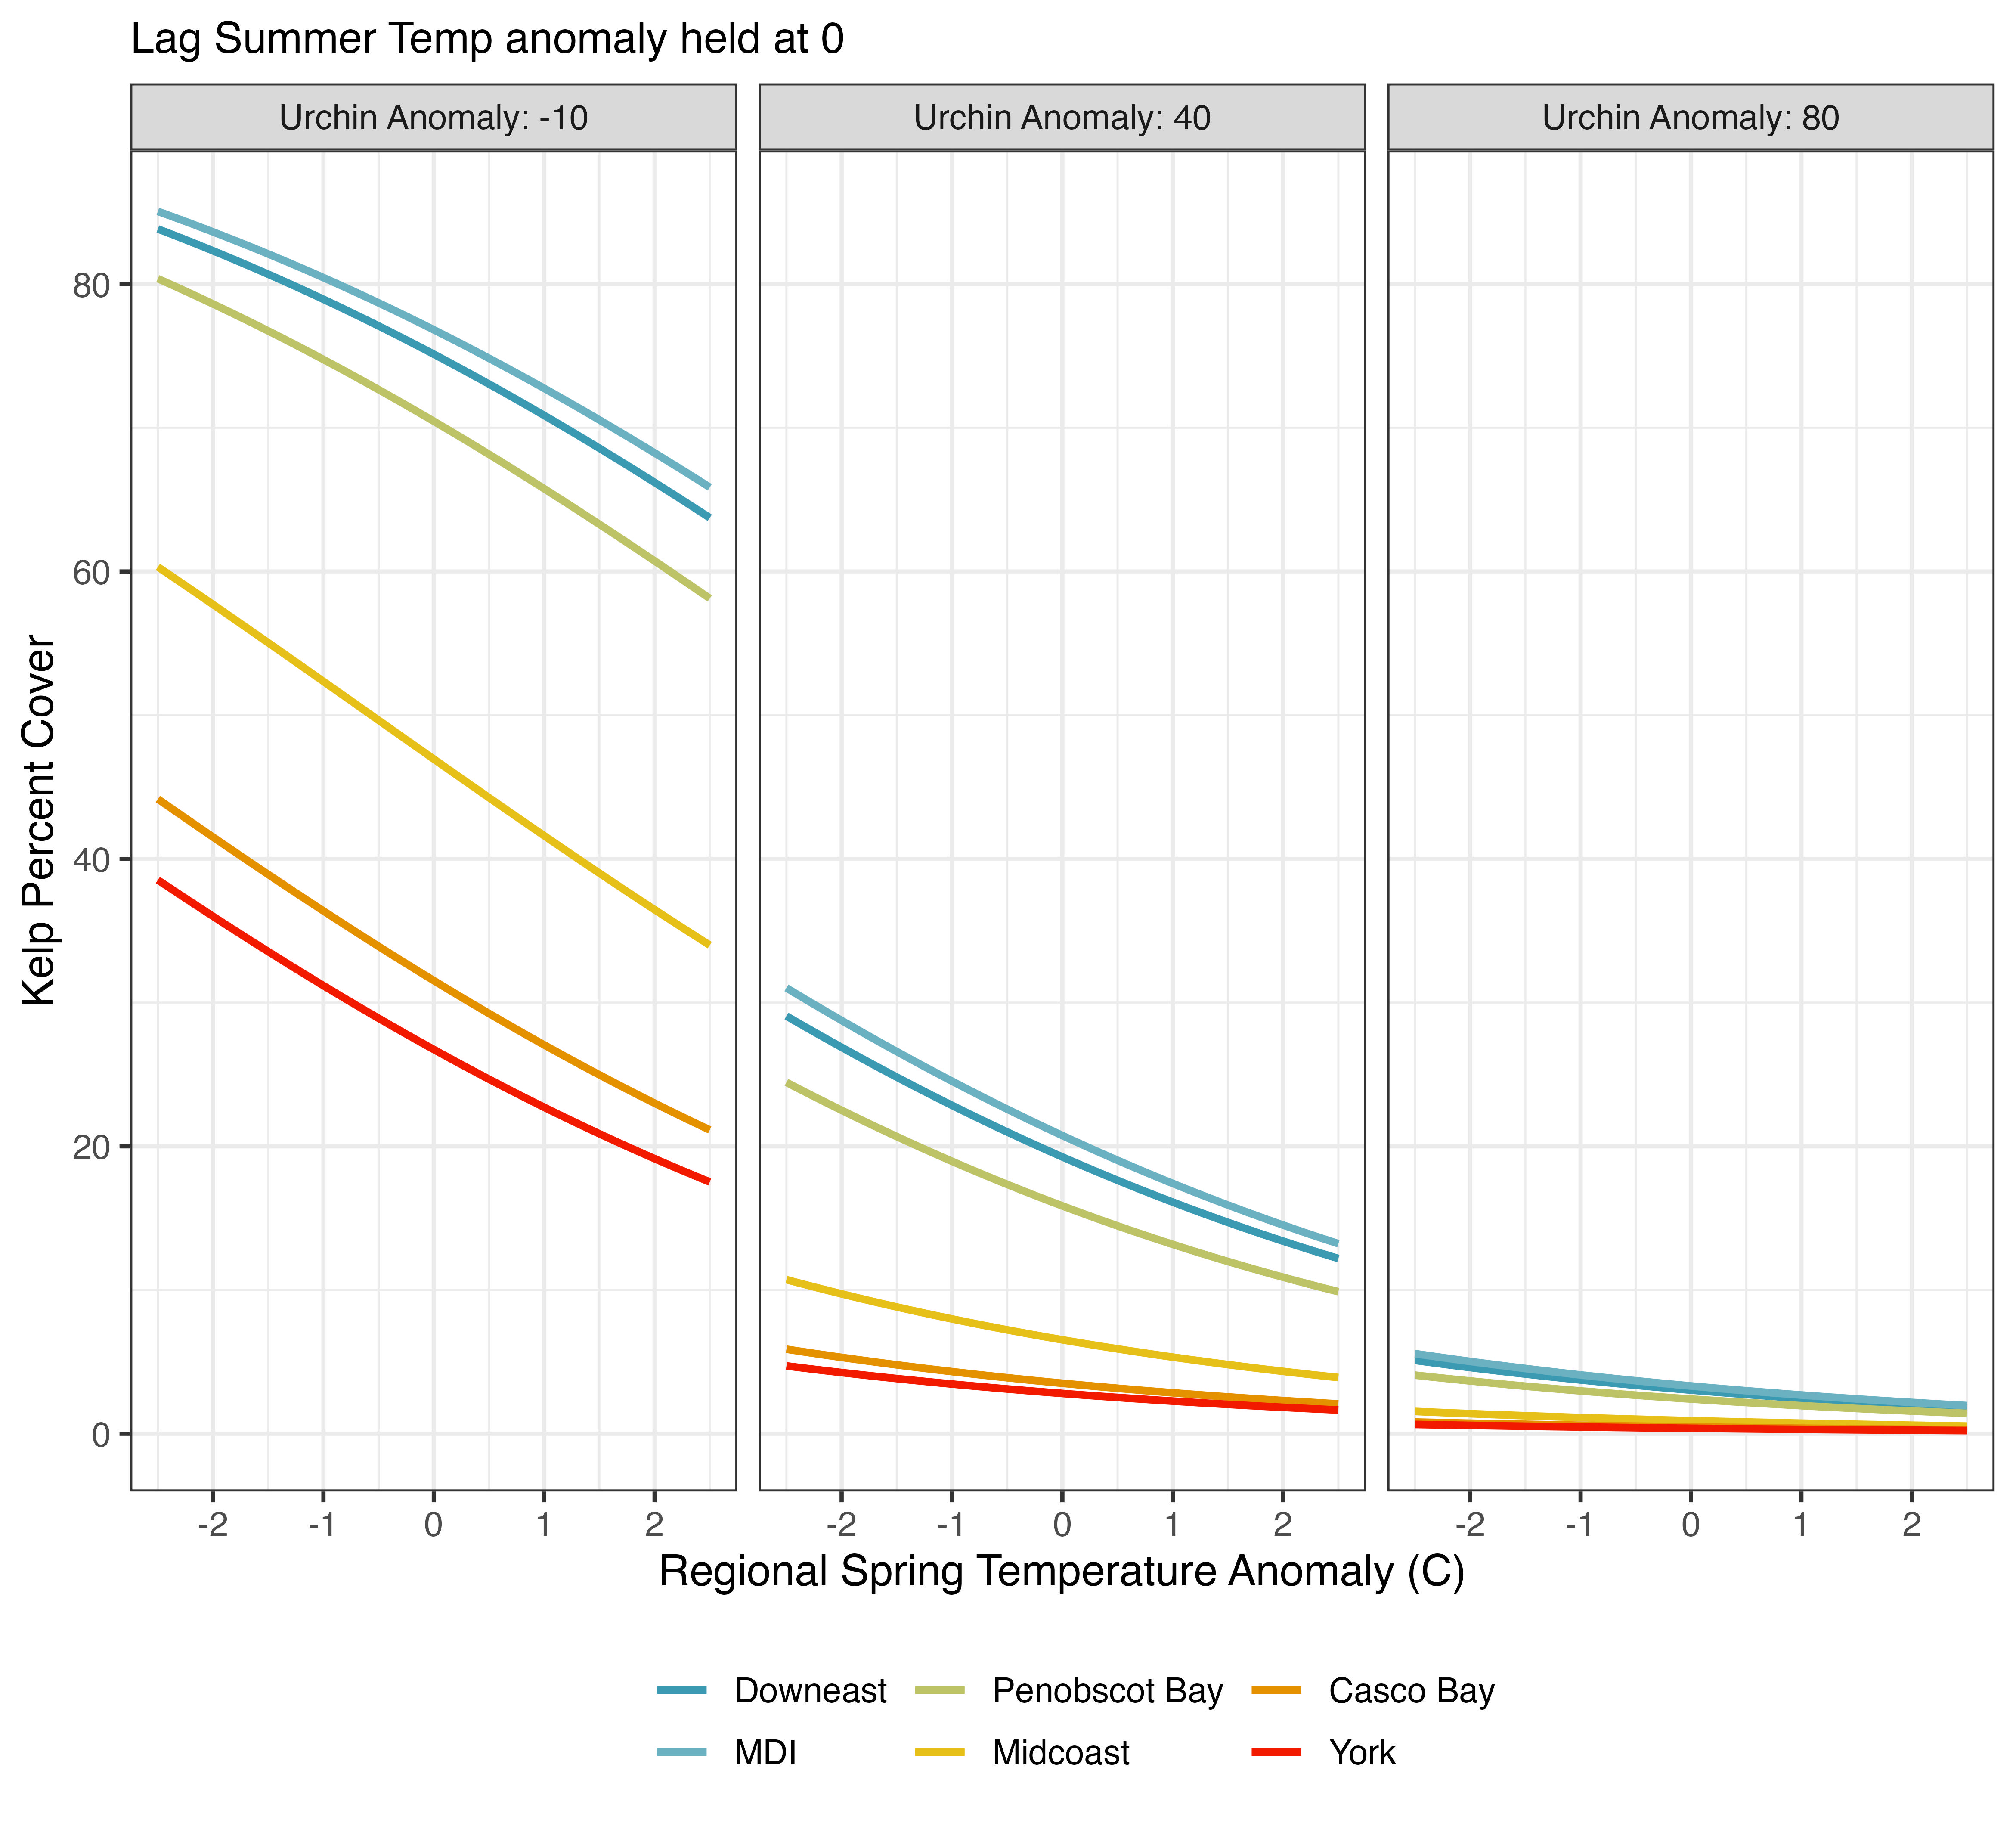 Lag Summer Temp anomaly held at 0
Urchin Anomaly: -10 Urchin Anomaly: 40 Urchin Anomaly: 80
Kelp Percent Cover
80
60
40
20
0
-2 -1 0 1 2 -2 -1 0 1 2 -2 -1 0 1 2
Regional Spring Temperature Anomaly (C)
Downeast Penobscot Bay Casco Bay
MDI Midcoast York